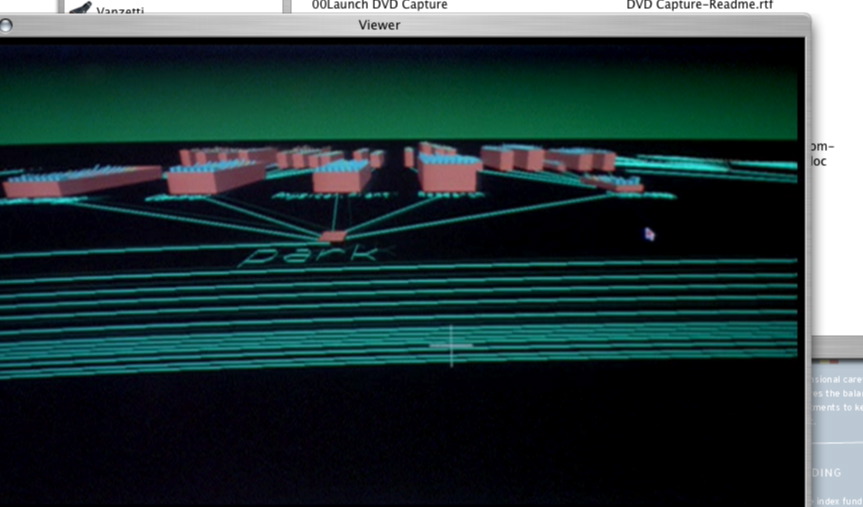 Vanzetti
00Launch DVD Capture
DVD Capture-Readme.rtf
Viewer
om-
loc
park
sional care
es the bala
ments to ke
DING
index fund